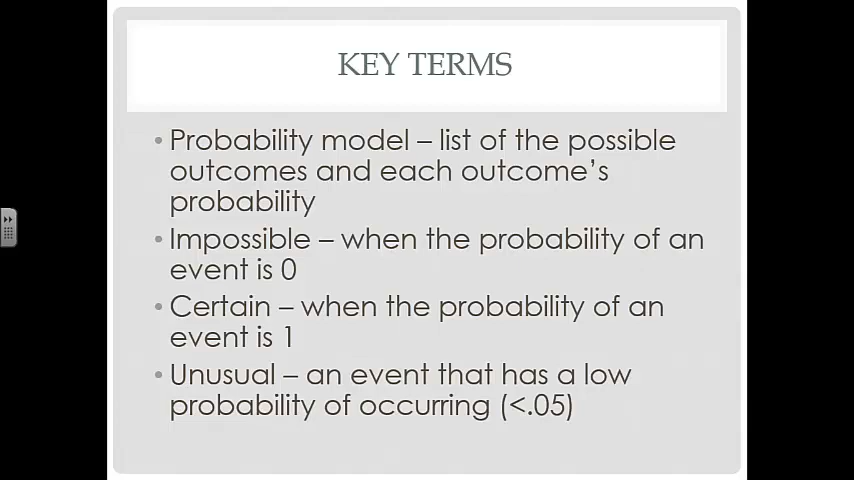 KEY TERMS
• Probability model – list of the possible
outcomes and each outcome’s
probability
• Impossible – when the probability of an
event is 0
• Certain – when the probability of an
event is 1
• Unusual – an event that has a low
probability of occurring (<.05)